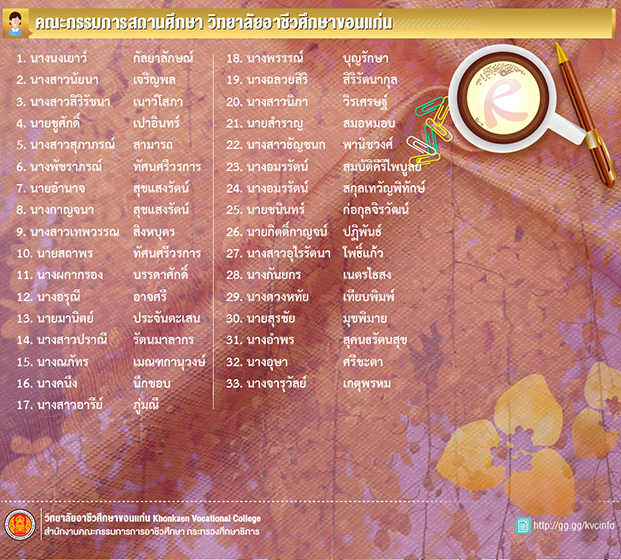 คณะกรรมการสถานศึกษา วิทยาลัยอาชีวศึกษาขอนแก่น
1. นางนงเยาว์ กัลยาลักษณ์
2. นางสาวนัยนา เจริญพล
3. นางสาวสิริรัชนา เนาว์โสภา
4. นายชูศักดิ์ เปาอินทร์
5. นางสาวสุภาภรณ์ สามารถ
6. นางพัชราภรณ์ ทัศนศรีวรการ
7. นายอำนาจ สุขแสงรัตน์
8. นางกาญจนา สุขแสงรัตน์
9. นางสาวเทพวรรณ สิงหบุตร
10. นายสถาพร ทัศนศรีวรการ
11. นางผกากรอง บรรดาศักดิ์
12. นางอรุณี อาจศรี
13. นายมานิตย์ ประจันตะเสน
14. นางสาวปราณี รัตนมาลากร
15. นางณภัทร เมณฑกานุวงษ์
16. นางคนึง นึกชอบ
17. นางสาวอารีย์ ภูมณี
18. นางพรรรณ์ บุญรักษา
19. นางฉลวยสีริ สิริรัตนากุล
20. นางสาวนิภา วิรเศรษฐ์
21. นายสำราญ สมอหมอบ
22. นางสาวธัญชนก พานิชวงศ์
23. นางอมรรัตน์ สมบัติคีรีไพบูลย์
24. นางอมรรัตน์ สกุลเทวัญพิทักษ์
25. นายชนินทร์ ก่อกุลจิรวัฒน์
26. นายกิตติ์กาญจน์ ปฏิพันธ์
27. นางสาวอุไรรัตนา โพธิ์แก้ว
28. นางกันยกร เนตรไธสง
29. นางดวงหทัย เทียบพิมพ์
30. นายสุรชัย มุขพิมาย
31. นางอำพร สุคนธรัตนสุข
32. นางอุษา ศรีชะตา
33. นางจารุวัลย์ เกตุพรหม
R
วิทยาลัยอาชีวศึกษาขอนแก่น Khonkaen Vocational College
สำนักงานคณะกรรมการการอาชีวศึกษา กระทรวงศึกษาธิการ
http://gg.gg/kvcinfo